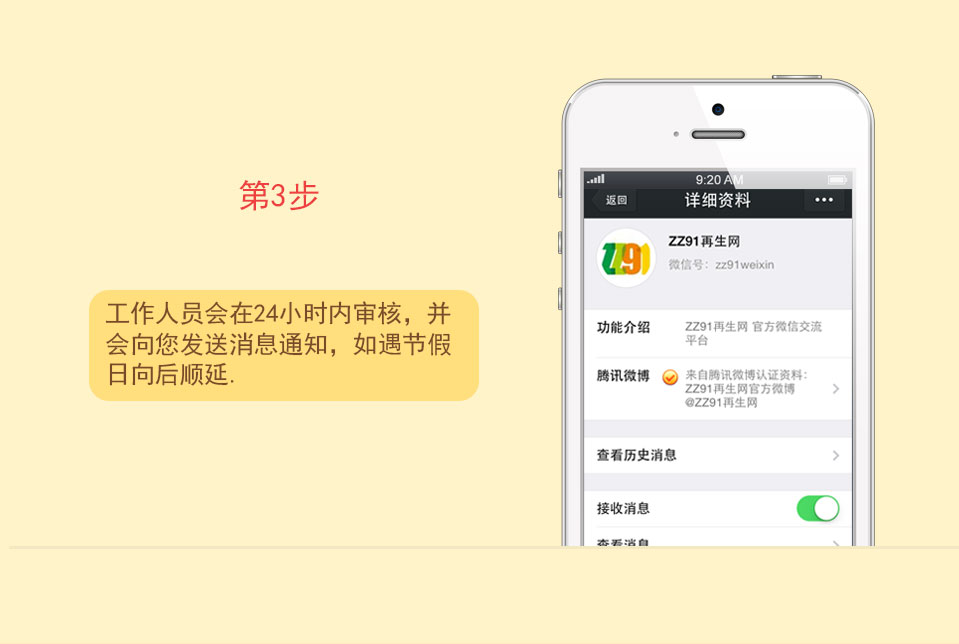 第3步
工作人员会在24小时内审核，并
会向您发送消息通知，如遇节假
日向后顺延.
9:20 AM
返回
详细资料
ZZ91
ZZ91再生网
微信号：zz91weixin
功能介绍
ZZ91再生网 官方微信交流
平台
腾讯微博
来自腾讯微博认证资料：
ZZ91再生网官方微博
@ZZ91再生网
查看历史消息
接收消息
查看消息